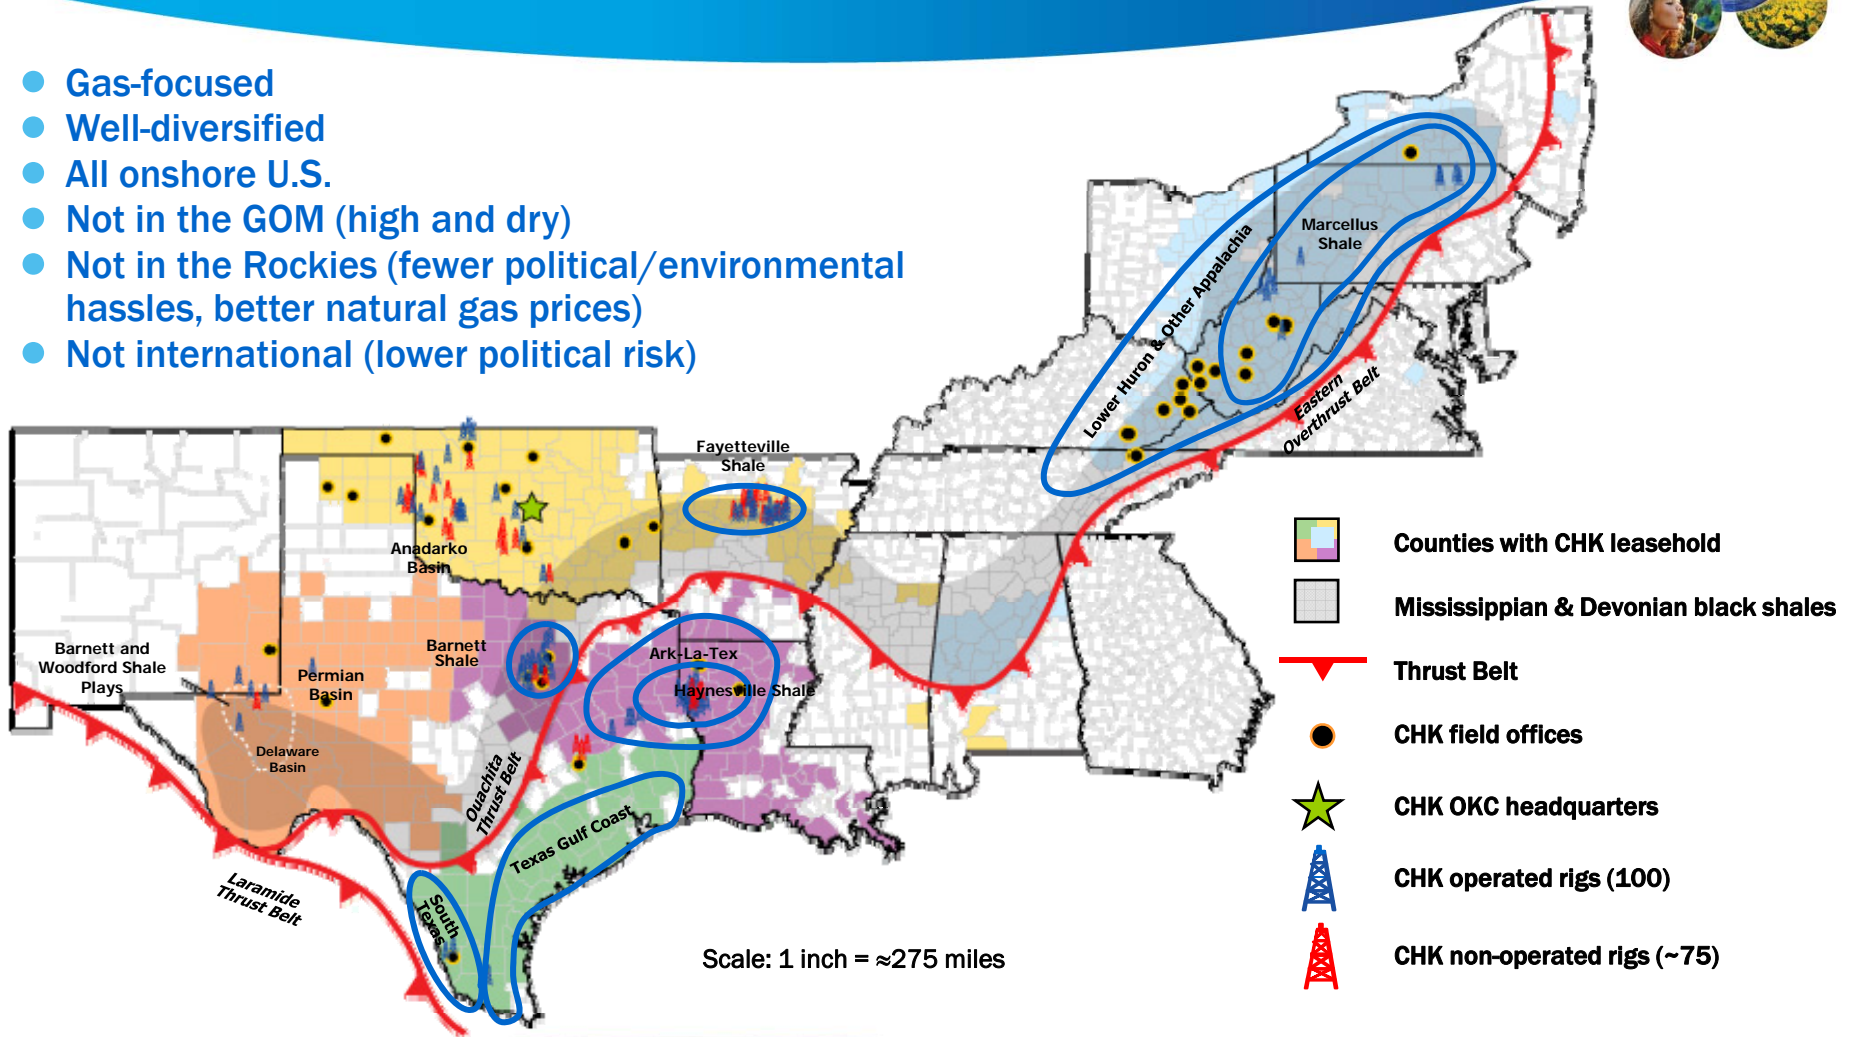 Gas-focused
Well-diversified
All onshore U.S.
Not in the GOM (high and dry)
Not in the Rockies (fewer political/environmental
hassles, better natural gas prices)
Not international (lower political risk)
Marcellus
Shale
Lower Huron & Other Appalachia
Eastern
Overthrust Belt
Fayetteville
Shale
Anadarko
Basin
Barnett and
Woodford Shale
Plays
Permian
Basin
Barnett
Shale
Ark-La-Tex
Haynesville Shale
Delaware
Basin
Ouachita
Thrust Belt
Texas Gulf Coast
Laramide
Thrust Belt
South
Texas
Scale: 1 inch = ≈275 miles
Counties with CHK leasehold
Mississippian & Devonian black shales
Thrust Belt
CHK field offices
CHK OKC headquarters
CHK operated rigs (100)
CHK non-operated rigs (~75)